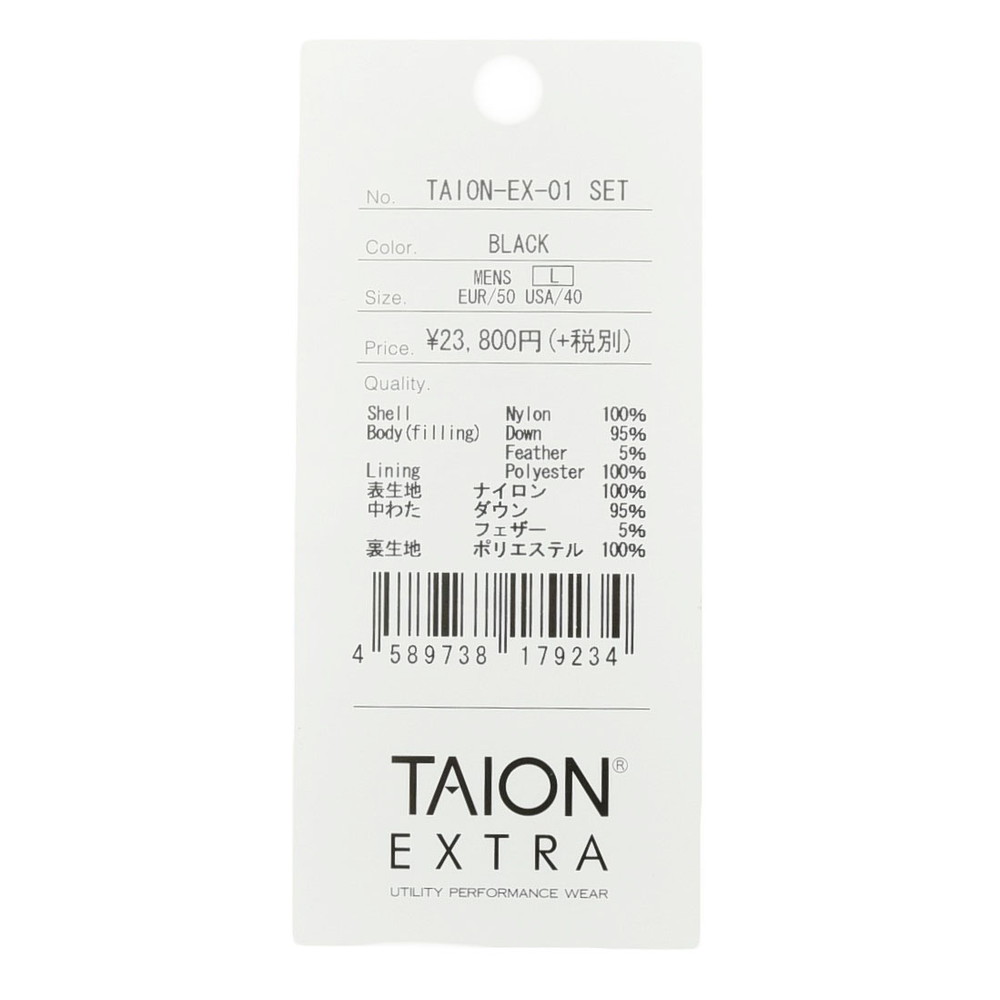 No. TAION-EX-01 SET
Color. BLACK
MENS L
Size. EUR/50 USA/40
Price. ¥23,800円(+税別)
Quality.
Shell Nylon 100%
Body(filling) Down 95%
Feather 5%
Lining Polyester 100%
表生地 ナイロン 100%
中わた ダウン 95%
フェザー 5%
裏生地 ポリエステル 100%
4 589738 179234
TAION®
EXTRA
UTILITY PERFORMANCE WEAR